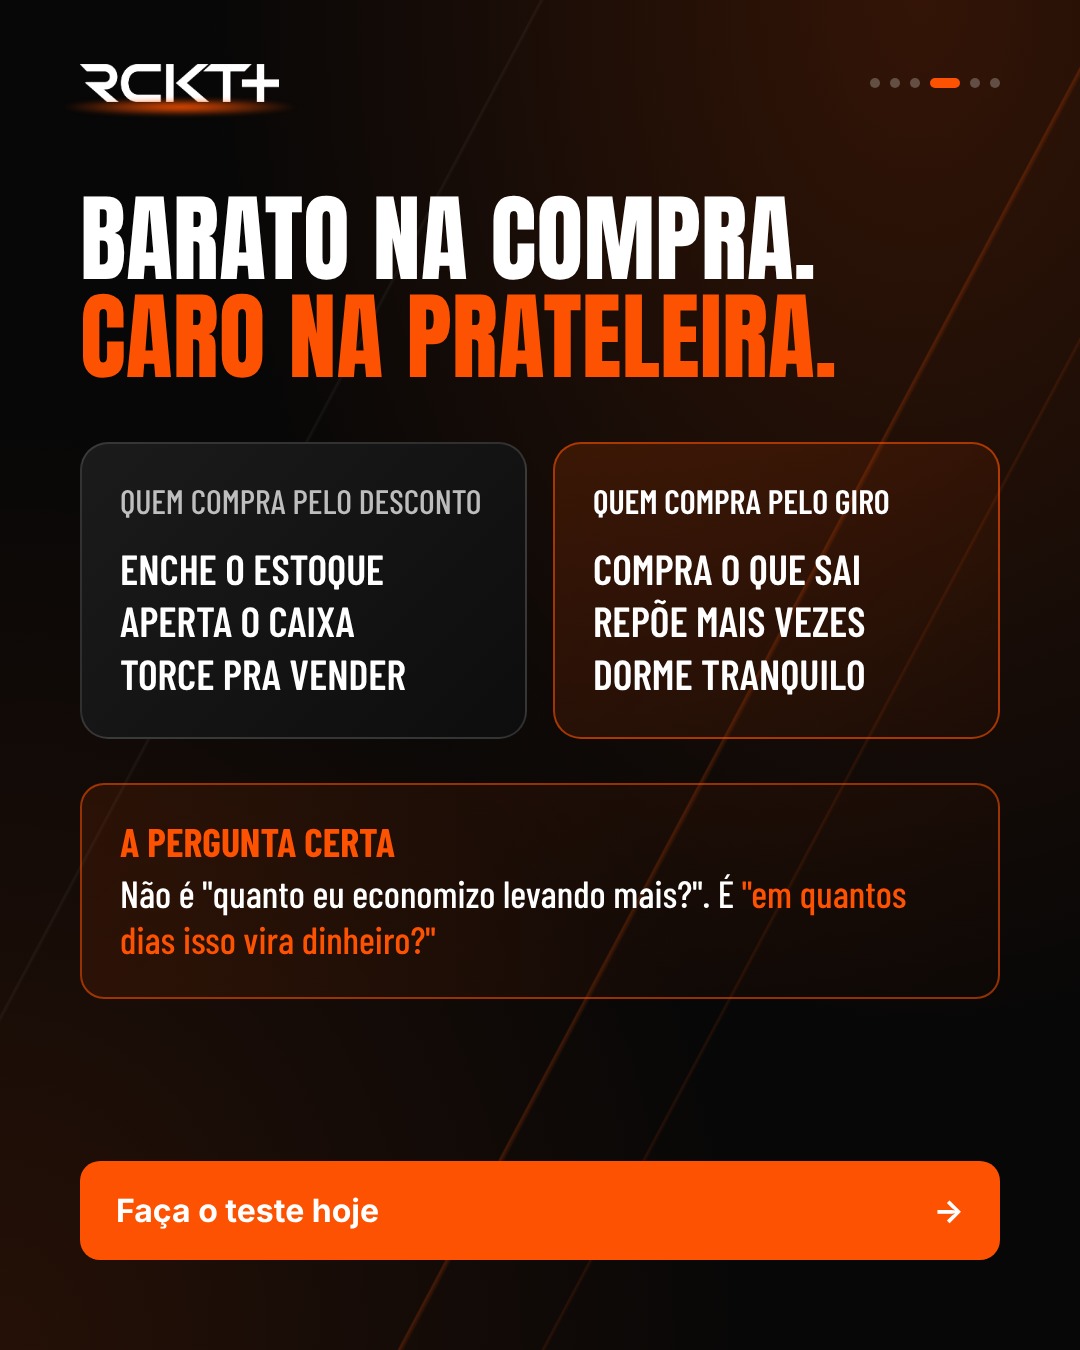 RCKT+
BARATO NA COMPRA.
CARO NA PRATELEIRA.
QUEM COMPRA PELO DESCONTO
ENCHE O ESTOQUE
APERTA O CAIXA
TORCE PRA VENDER
QUEM COMPRA PELO GIRO
COMPRA O QUE SAI
REPÕE MAIS VEZES
DORME TRANQUILO
A PERGUNTA CERTA
Não é "quanto eu economizo levando mais?". É "em quantos
dias isso vira dinheiro?"
Faça o teste hoje →